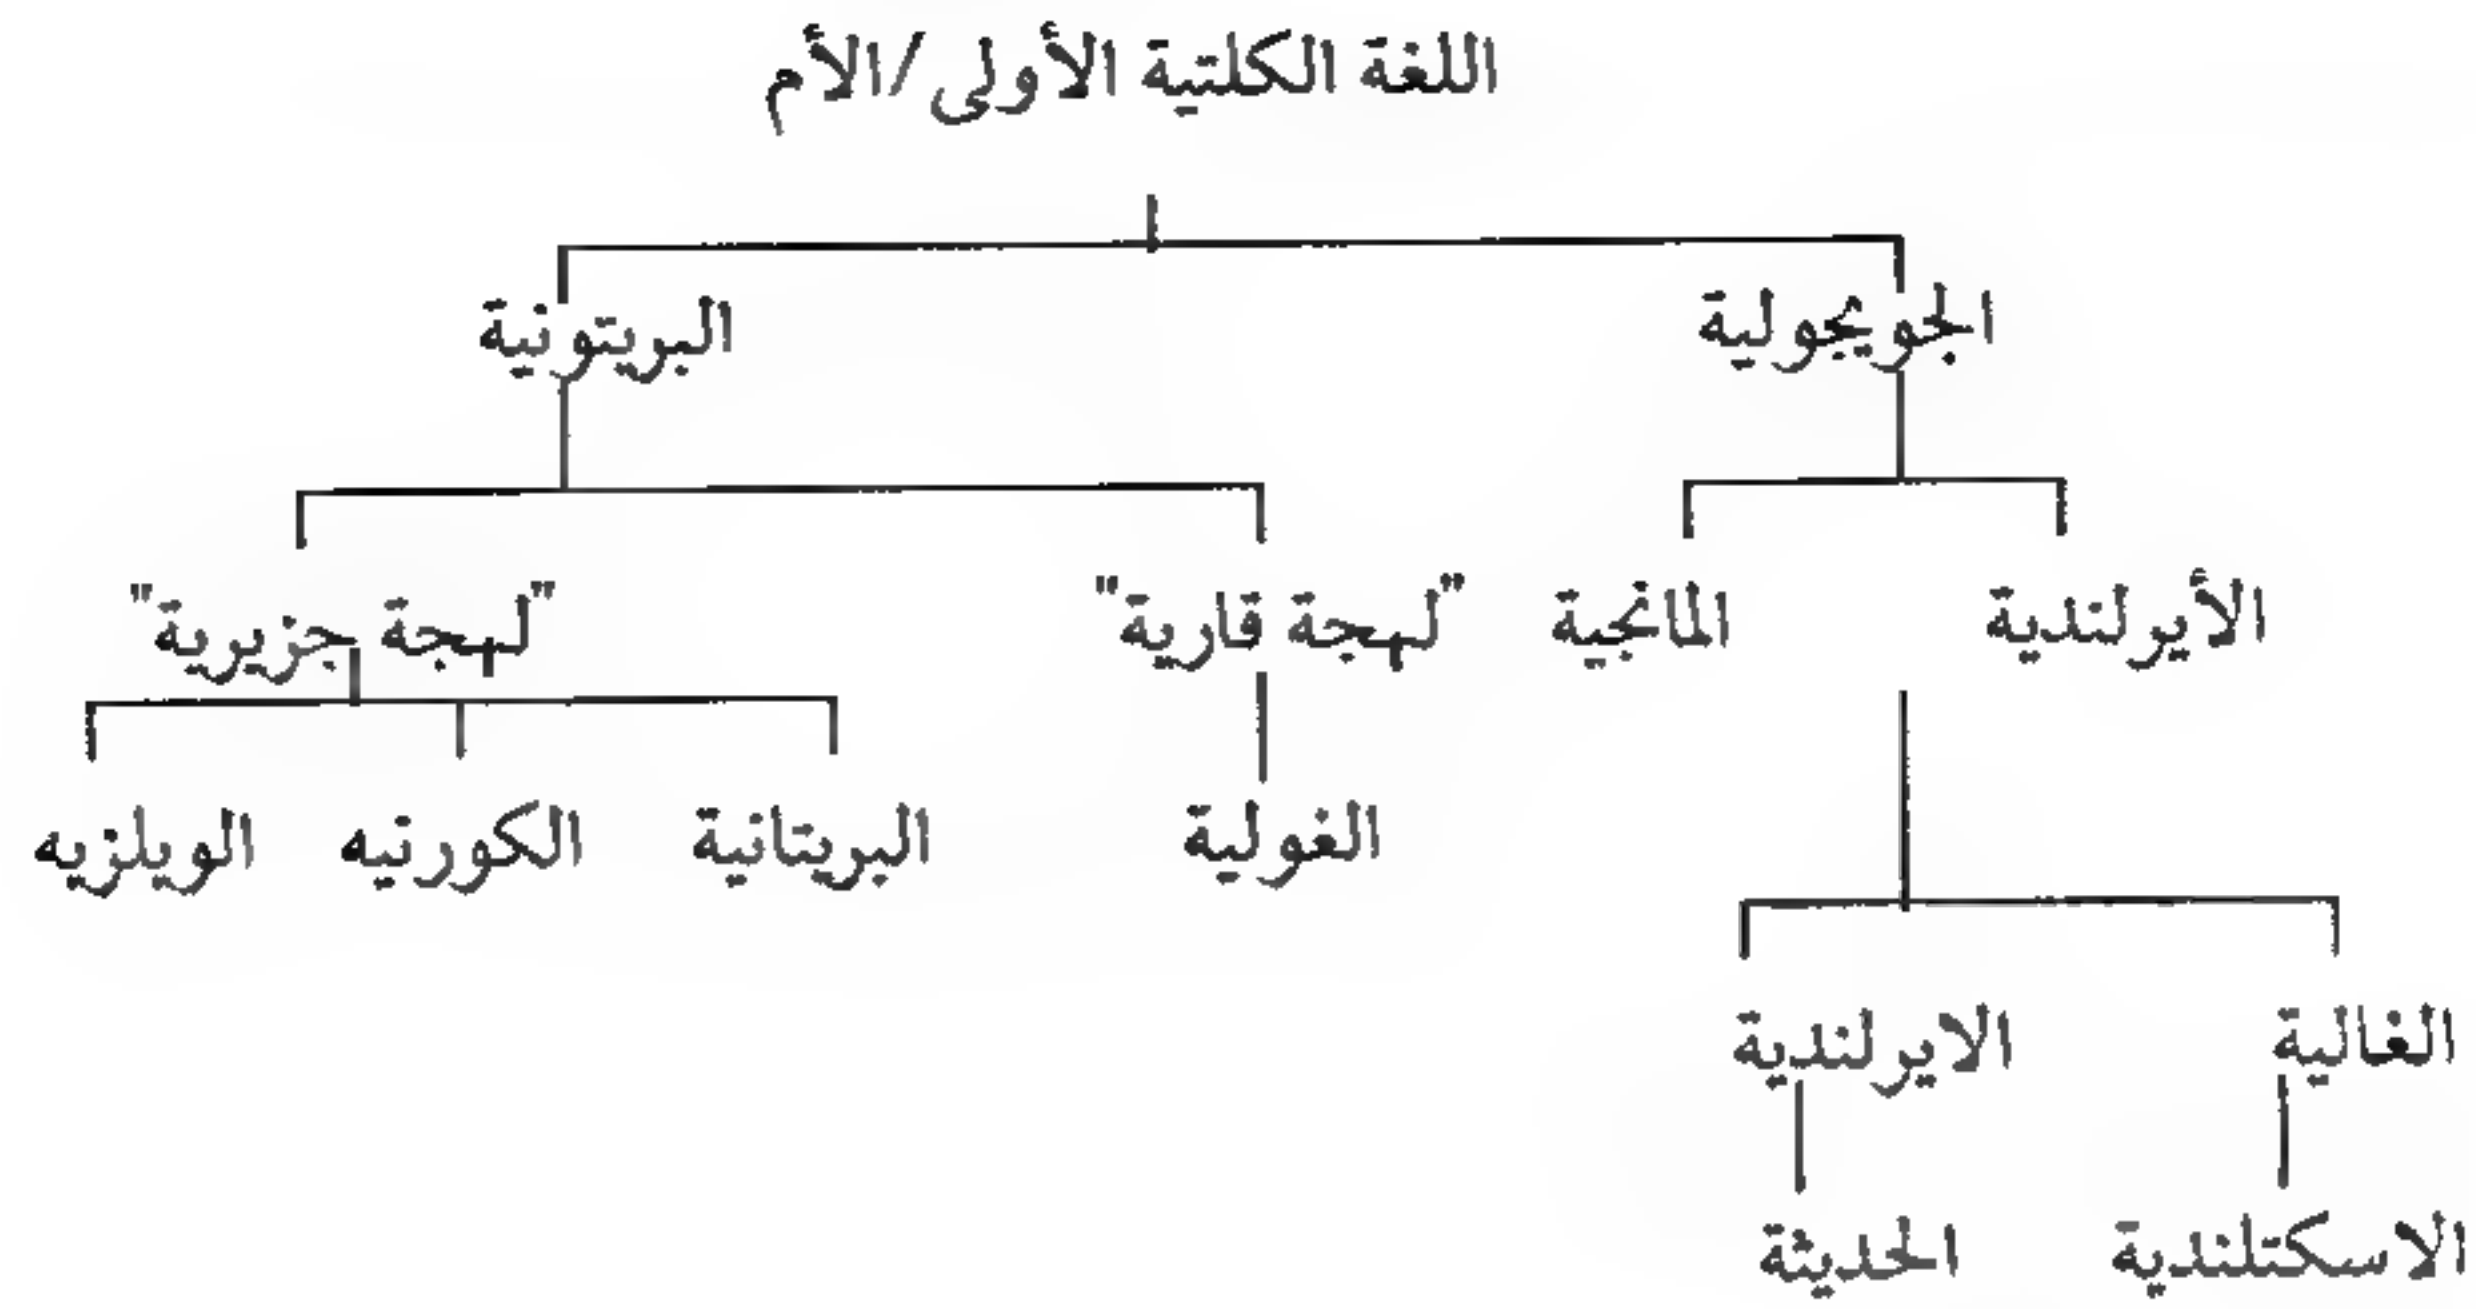 اللغة الكلتية الأولى/الأم
الجويجولية
البريتونية
الأيرلندية
المانجية
"لهجة قارية"
"لهجة جزيرية"
الغولية
البريتانية
الكورنيه
الويلزيه
الغالية
الايرلندية
الاسكتلندية
الحديثة